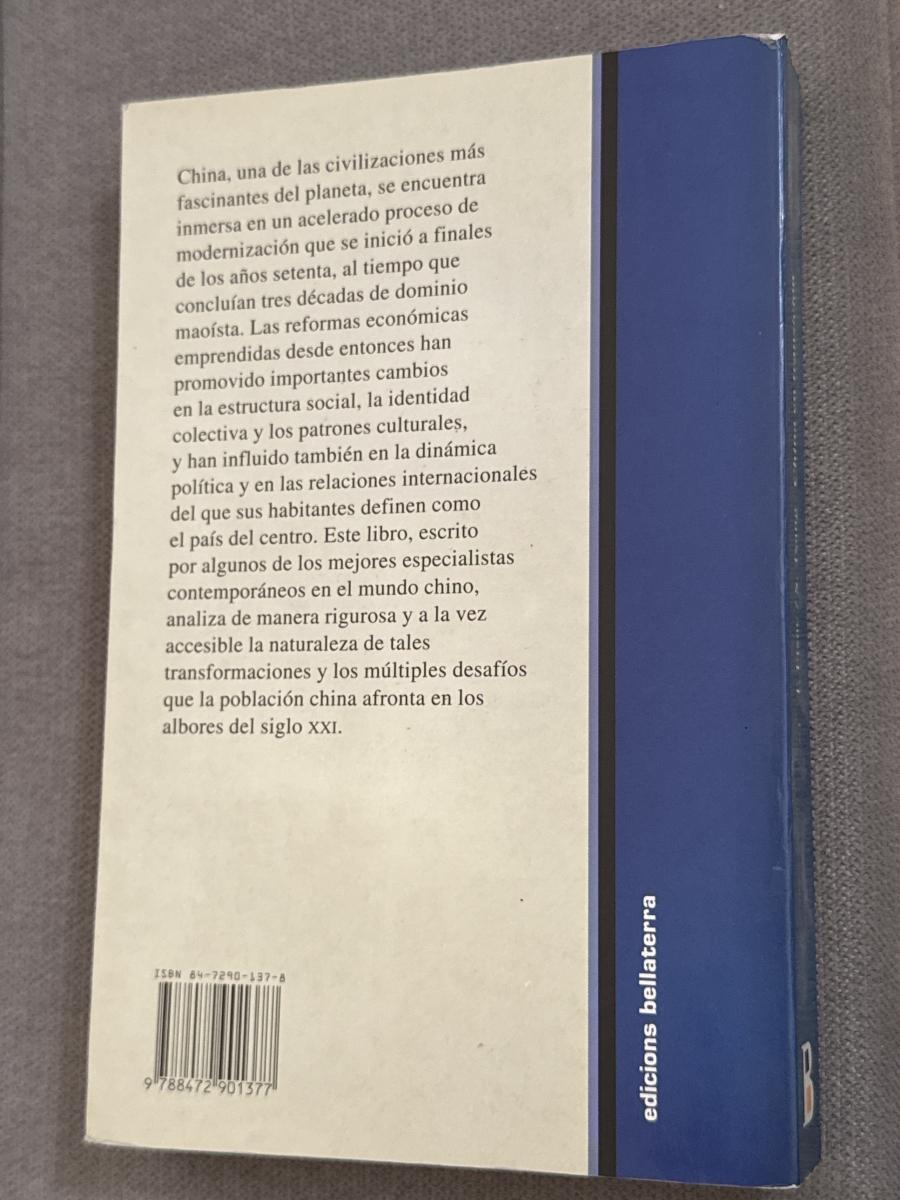 China, una de las civilizaciones más
fascinantes del planeta, se encuentra
inmersa en un acelerado proceso de
modernización que se inició a finales
de los años setenta, al tiempo que
concluían tres décadas de dominio
maoísta. Las reformas económicas
emprendidas desde entonces han
promovido importantes cambios
en la estructura social, la identidad
colectiva y los patrones culturales,
y han influido también en la dinámica
política y en las relaciones internacionales
del que sus habitantes definen como
el país del centro. Este libro, escrito
por algunos de los mejores especialistas
contemporáneos en el mundo chino,
analiza de manera rigurosa y a la vez
accesible la naturaleza de tales
transformaciones y los múltiples desafíos
que la población china afronta en los
albores del siglo XXI.
ISBN 84-7290-137-8
9 788472 901377
edicions bellaterra